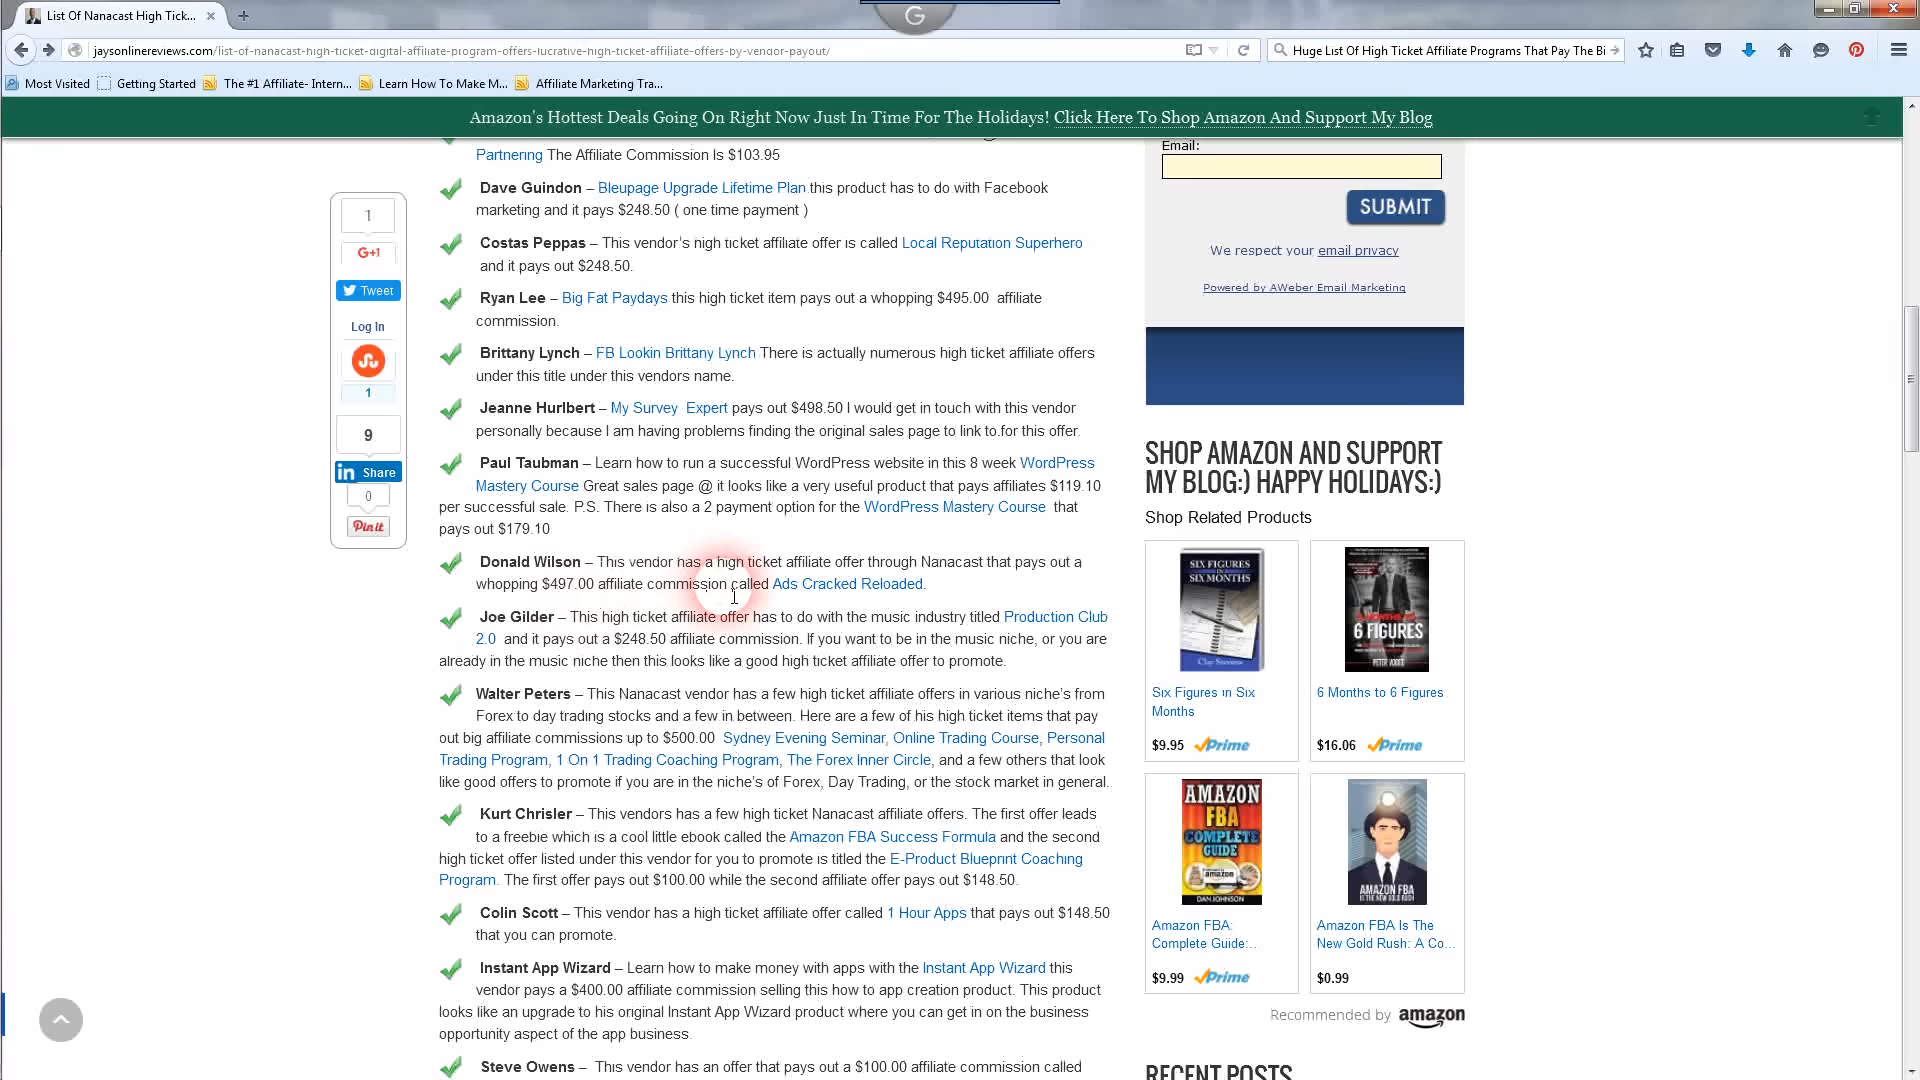 List Of Nanacast High Tick...
jaysonlinereviews.com/list-of-nanacast-high-ticket-digital-affiliate-program-offers-lucrative-high-ticket-affiliate-offers-by-vendor-payout/
Huge List Of High Ticket Affiliate Programs That Pay The Bi
Most Visited Getting Started The #1 Affiliate- Intern... Learn How To Make M... Affiliate Marketing Tra...
Amazon's Hottest Deals Going On Right Now Just In Time For The Holidays! Click Here To Shop Amazon And Support My Blog
Partnering The Affiliate Commission Is $103.95
Dave Guindon – Bleupage Upgrade Lifetime Plan this product has to do with Facebook
marketing and it pays $248.50 ( one time payment )
Costas Peppas – This vendor's high ticket affiliate offer is called Local Reputation Superhero
and it pays out $248.50.
Ryan Lee – Big Fat Paydays this high ticket item pays out a whopping $495.00 affiliate
commission.
Brittany Lynch – FB Lookin Brittany Lynch There is actually numerous high ticket affiliate offers
under this title under this vendors name.
Jeanne Hurlbert – My Survey Expert pays out $498.50 I would get in touch with this vendor
personally because I am having problems finding the original sales page to link to.for this offer.
Paul Taubman – Learn how to run a successful WordPress website in this 8 week WordPress
Mastery Course Great sales page @ it looks like a very useful product that pays affiliates $119.10
per successful sale. P.S. There is also a 2 payment option for the WordPress Mastery Course that
pays out $179.10
Donald Wilson – This vendor has a high ticket affiliate offer through Nanacast that pays out a
whopping $497.00 affiliate commission called Ads Cracked Reloaded.
Joe Gilder – This high ticket affiliate offer has to do with the music industry titled Production Club
2.0 and it pays out a $248.50 affiliate commission. If you want to be in the music niche, or you are
already in the music niche then this looks like a good high ticket affiliate offer to promote.
Walter Peters – This Nanacast vendor has a few high ticket affiliate offers in various niche's from
Forex to day trading stocks and a few in between. Here are a few of his high ticket items that pay
out big affiliate commissions up to $500.00 Sydney Evening Seminar, Online Trading Course, Personal
Trading Program, 1 On 1 Trading Coaching Program, The Forex Inner Circle, and a few others that look
like good offers to promote if you are in the niche's of Forex, Day Trading, or the stock market in general.
Kurt Chrisler – This vendors has a few high ticket Nanacast affiliate offers. The first offer leads
to a freebie which is a cool little ebook called the Amazon FBA Success Formula and the second
high ticket offer listed under this vendor for you to promote is titled the E-Product Blueprint Coaching
Program. The first offer pays out $100.00 while the second affiliate offer pays out $148.50.
Colin Scott – This vendor has a high ticket affiliate offer called 1 Hour Apps that pays out $148.50
that you can promote.
Instant App Wizard – Learn how to make money with apps with the Instant App Wizard this
vendor pays a $400.00 affiliate commission selling this how to app creation product. This product
looks like an upgrade to his original Instant App Wizard product where you can get in on the business
opportunity aspect of the app business.
Steve Owens – This vendor has an offer that pays out a $100.00 affiliate commission called
1
G+1
Tweet
Log In
1
9
in Share
0
Pin it
Email:
SUBMIT
We respect your email privacy
Powered by AWeber Email Marketing
SHOP AMAZON AND SUPPORT
MY BLOG:) HAPPY HOLIDAYS:)
Shop Related Products
SIX FIGURES
IN SIX
MONTHS
Clay Stevens
Six Figures in Six
Months
$9.95 Prime
6 FIGURES
6 Months to 6 Figures
$16.06 Prime
AMAZON
FBA
COMPLETE
GUIDE
amazon
DAN JOHNSON
Amazon FBA:
Complete Guide:...
$9.99 Prime
AMAZON FBA
IS THE NEW GOLD RUSH
Amazon FBA Is The
New Gold Rush: A Co...
$0.99
Recommended by amazon
RECENT POSTS